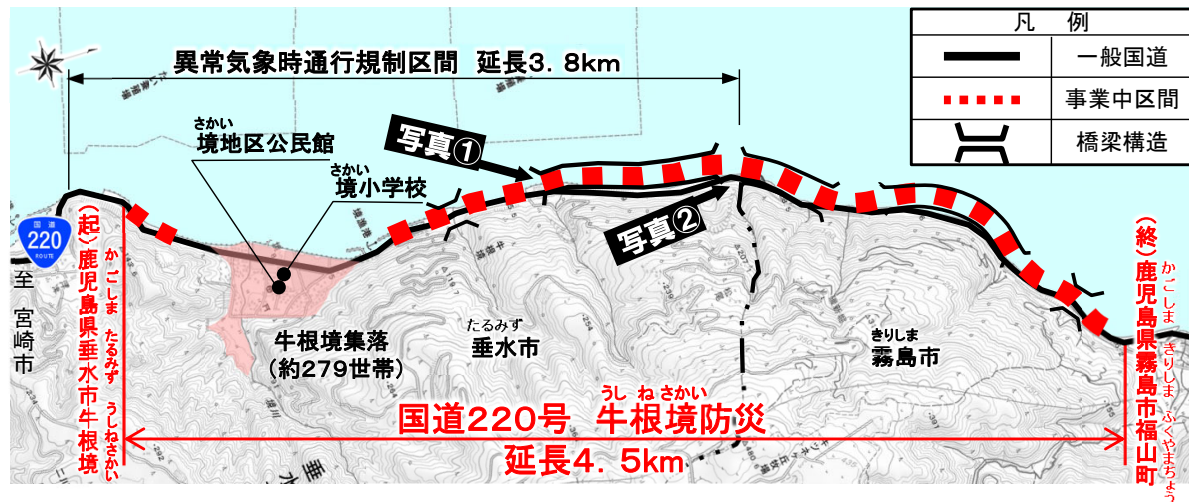 凡 例
一般国道
事業中区間
橋梁構造
異常気象時通行規制区間 延長3.8km
さかい
境地区公民館
さかい
境小学校
写真①
写真②
国道
220
ROUTE
至 宮崎市
(起)鹿児島県垂水市牛根境
かごしま たるみず うしねさかい
牛根境集落
(約279世帯)
たるみず
垂水市
きりしま
霧島市
(終)鹿児島県霧島市福山町
かごしま きりしま ふくやまちょう
うしねさかい
国道220号 牛根境防災
延長4.5km
垂水